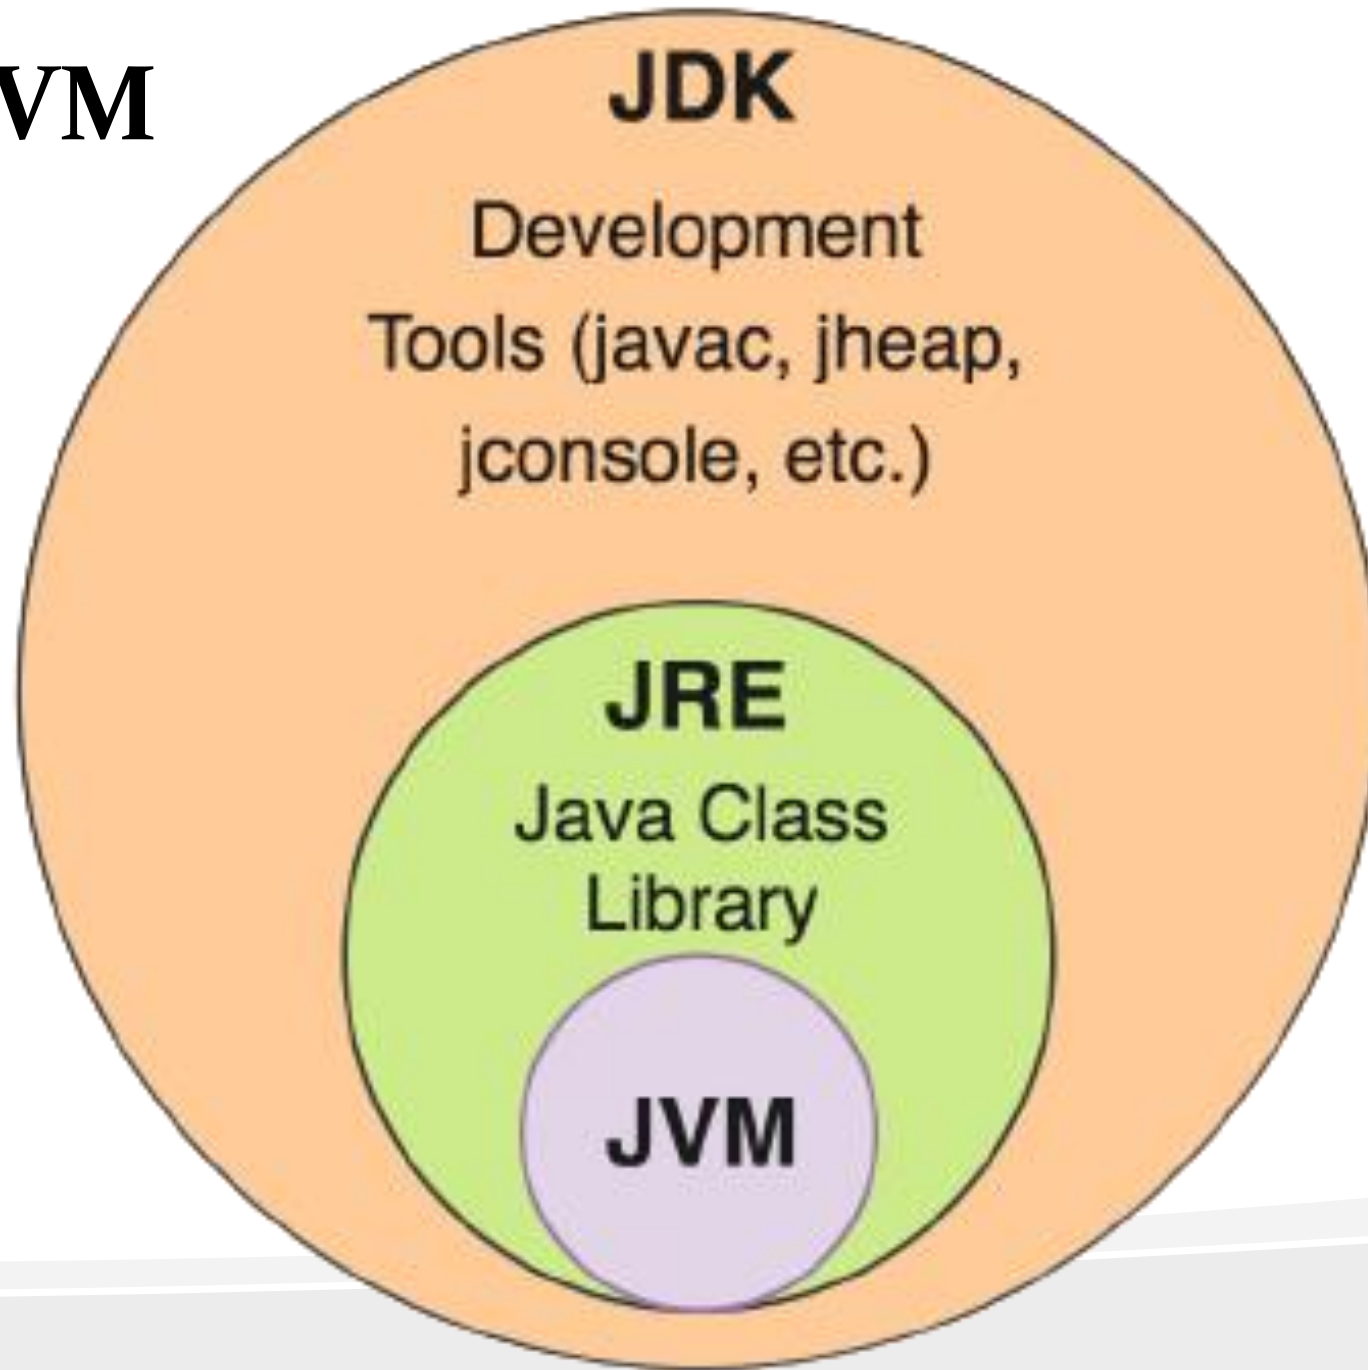 VM
JDK
Development
Tools (javac, jheap,
jconsole, etc.)
JRE
Java Class
Library
JVM